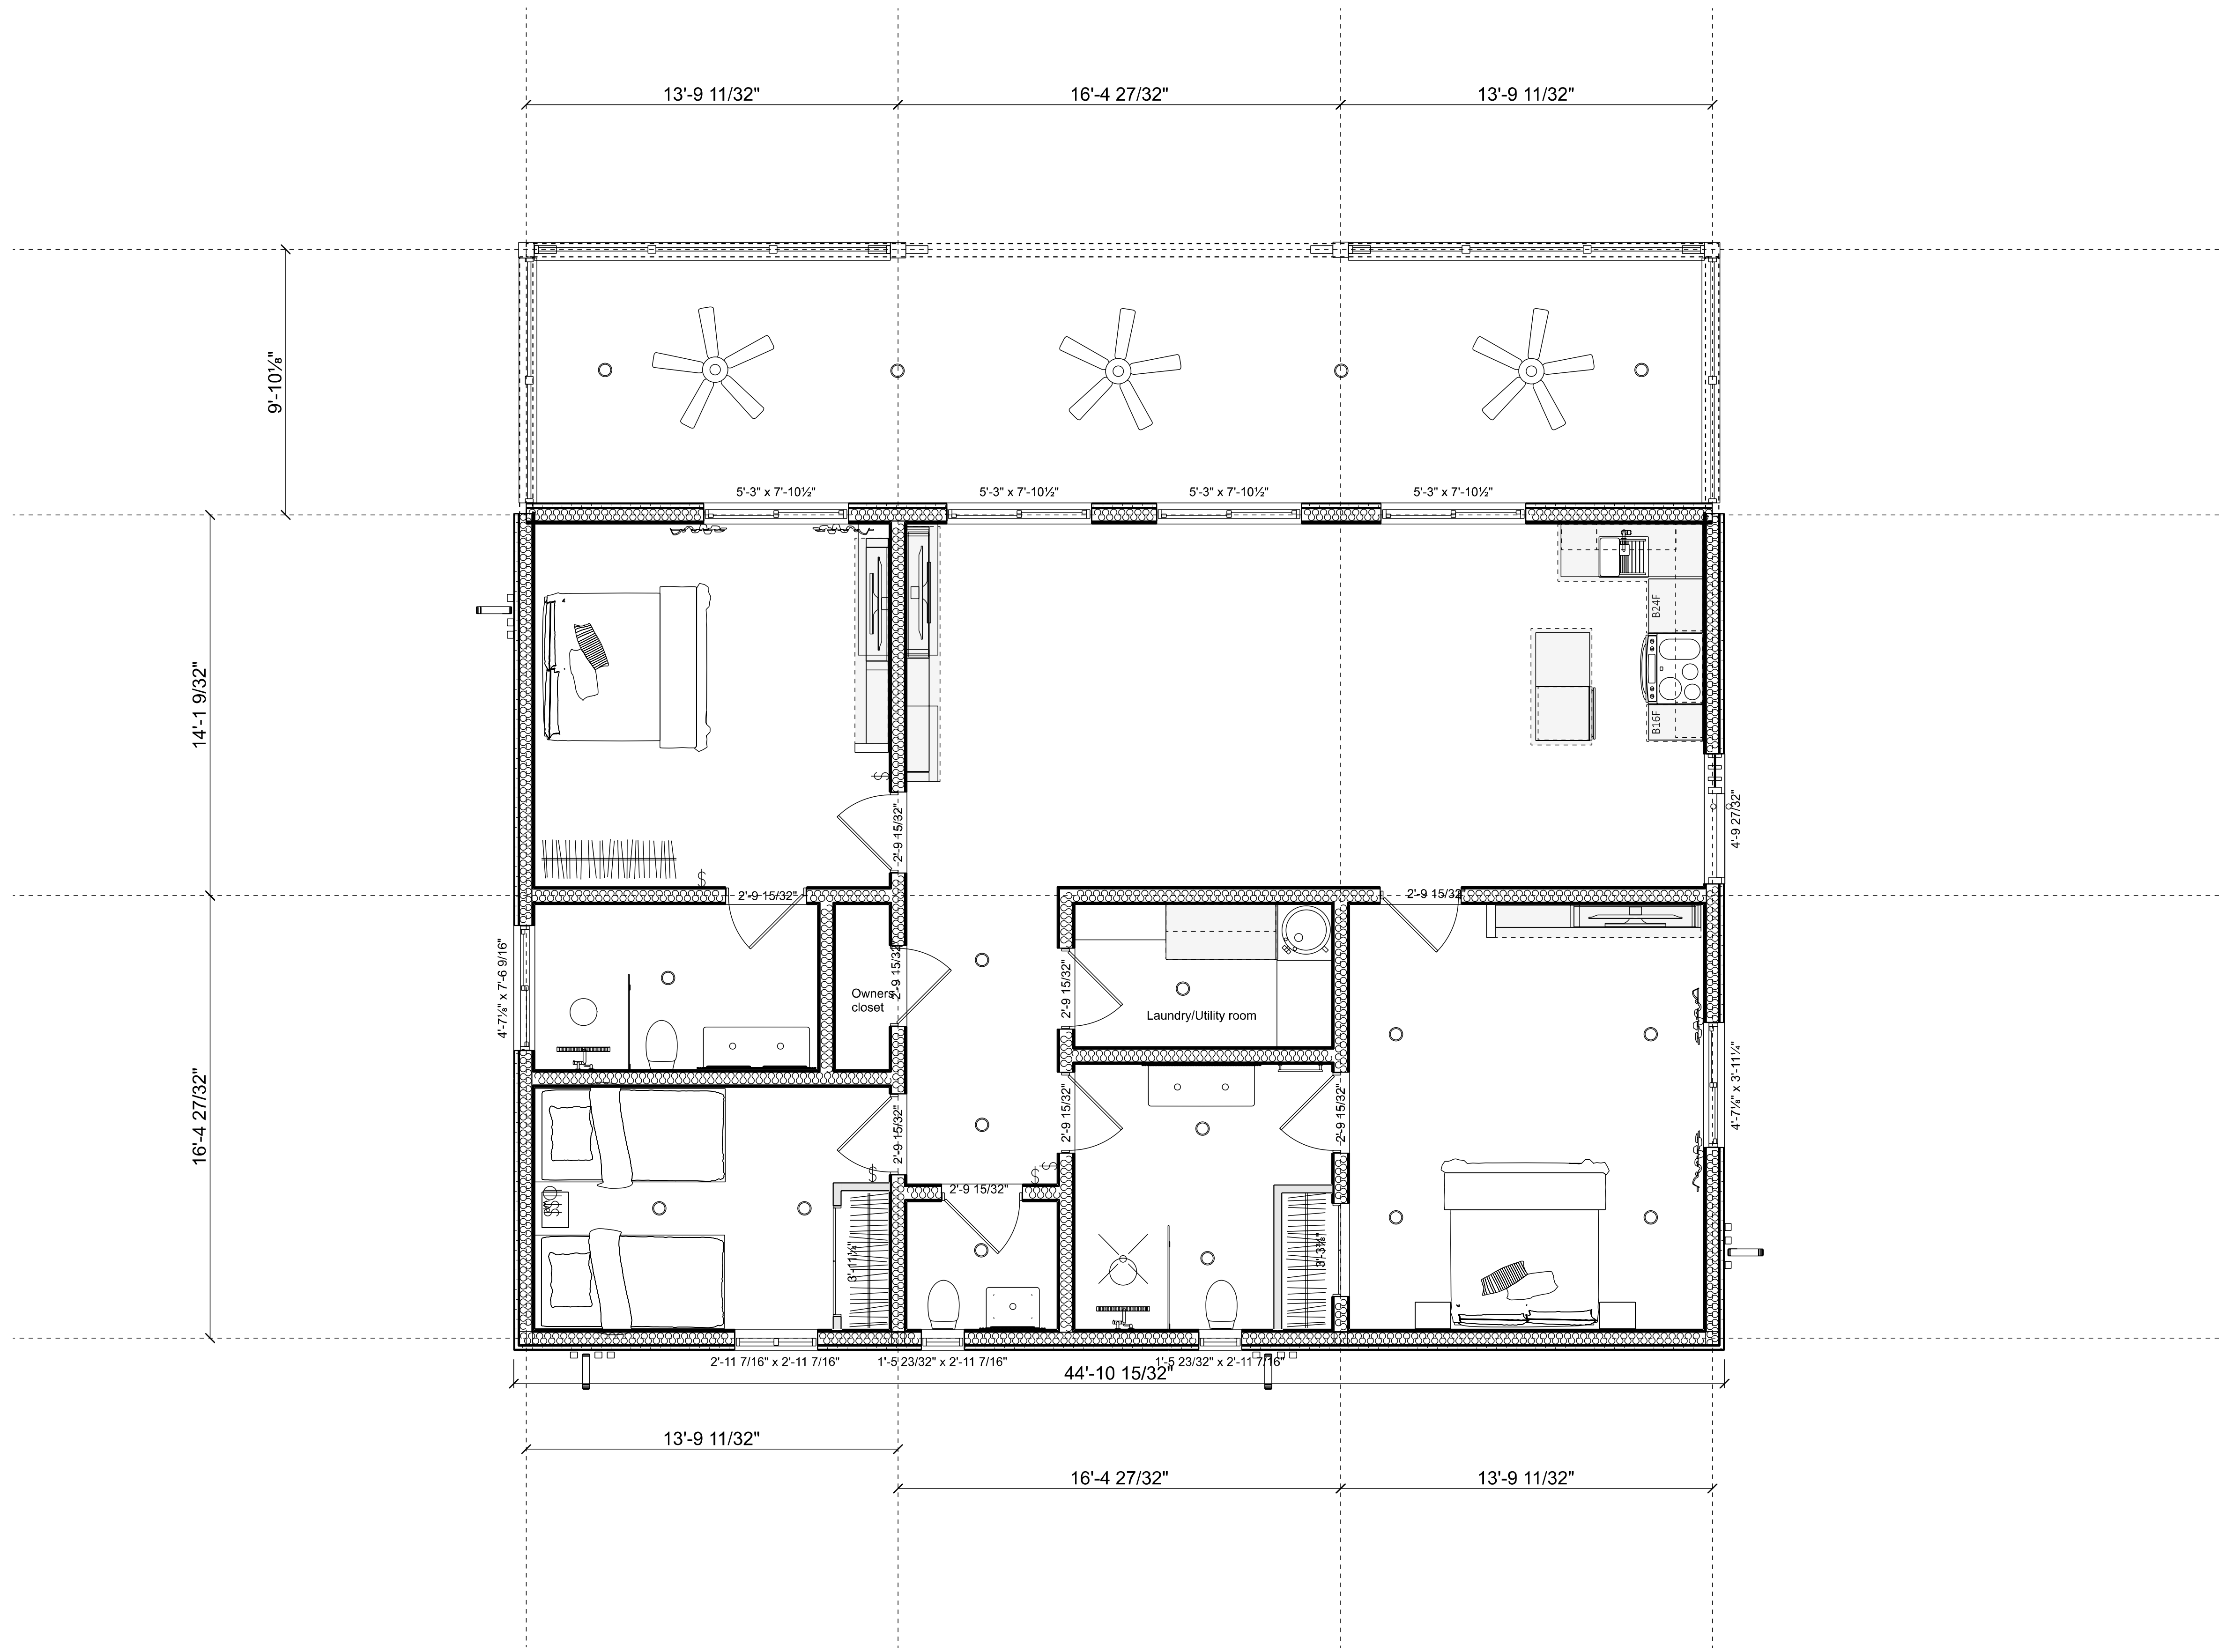 13'-9 11/32"
16'-4 27/32"
13'-9 11/32"
9'-10⅛"
5'-3" x 7'-10½"
5'-3" x 7'-10½"
5'-3" x 7'-10½"
5'-3" x 7'-10½"
B24F
B16F
14'-1 9/32"
2'-9 15/32"
4'-9 27/32"
2'-9 15/32"
2'-9 15/32"
4'-7⅛" x 7'-6 9/16"
2'-9 15/32"
Owners
closet
2'-9 15/32"
Laundry/Utility room
4'-7⅛" x 3'-11¼"
16'-4 27/32"
2'-9 15/32"
2'-9 15/32"
2'-9 15/32"
2'-9 15/32"
3'-11¼"
3'-3⅜"
2'-11 7/16" x 2'-11 7/16"
1'-5 23/32" x 2'-11 7/16"
1'-5 23/32" x 2'-11 7/16"
44'-10 15/32"
13'-9 11/32"
16'-4 27/32"
13'-9 11/32"